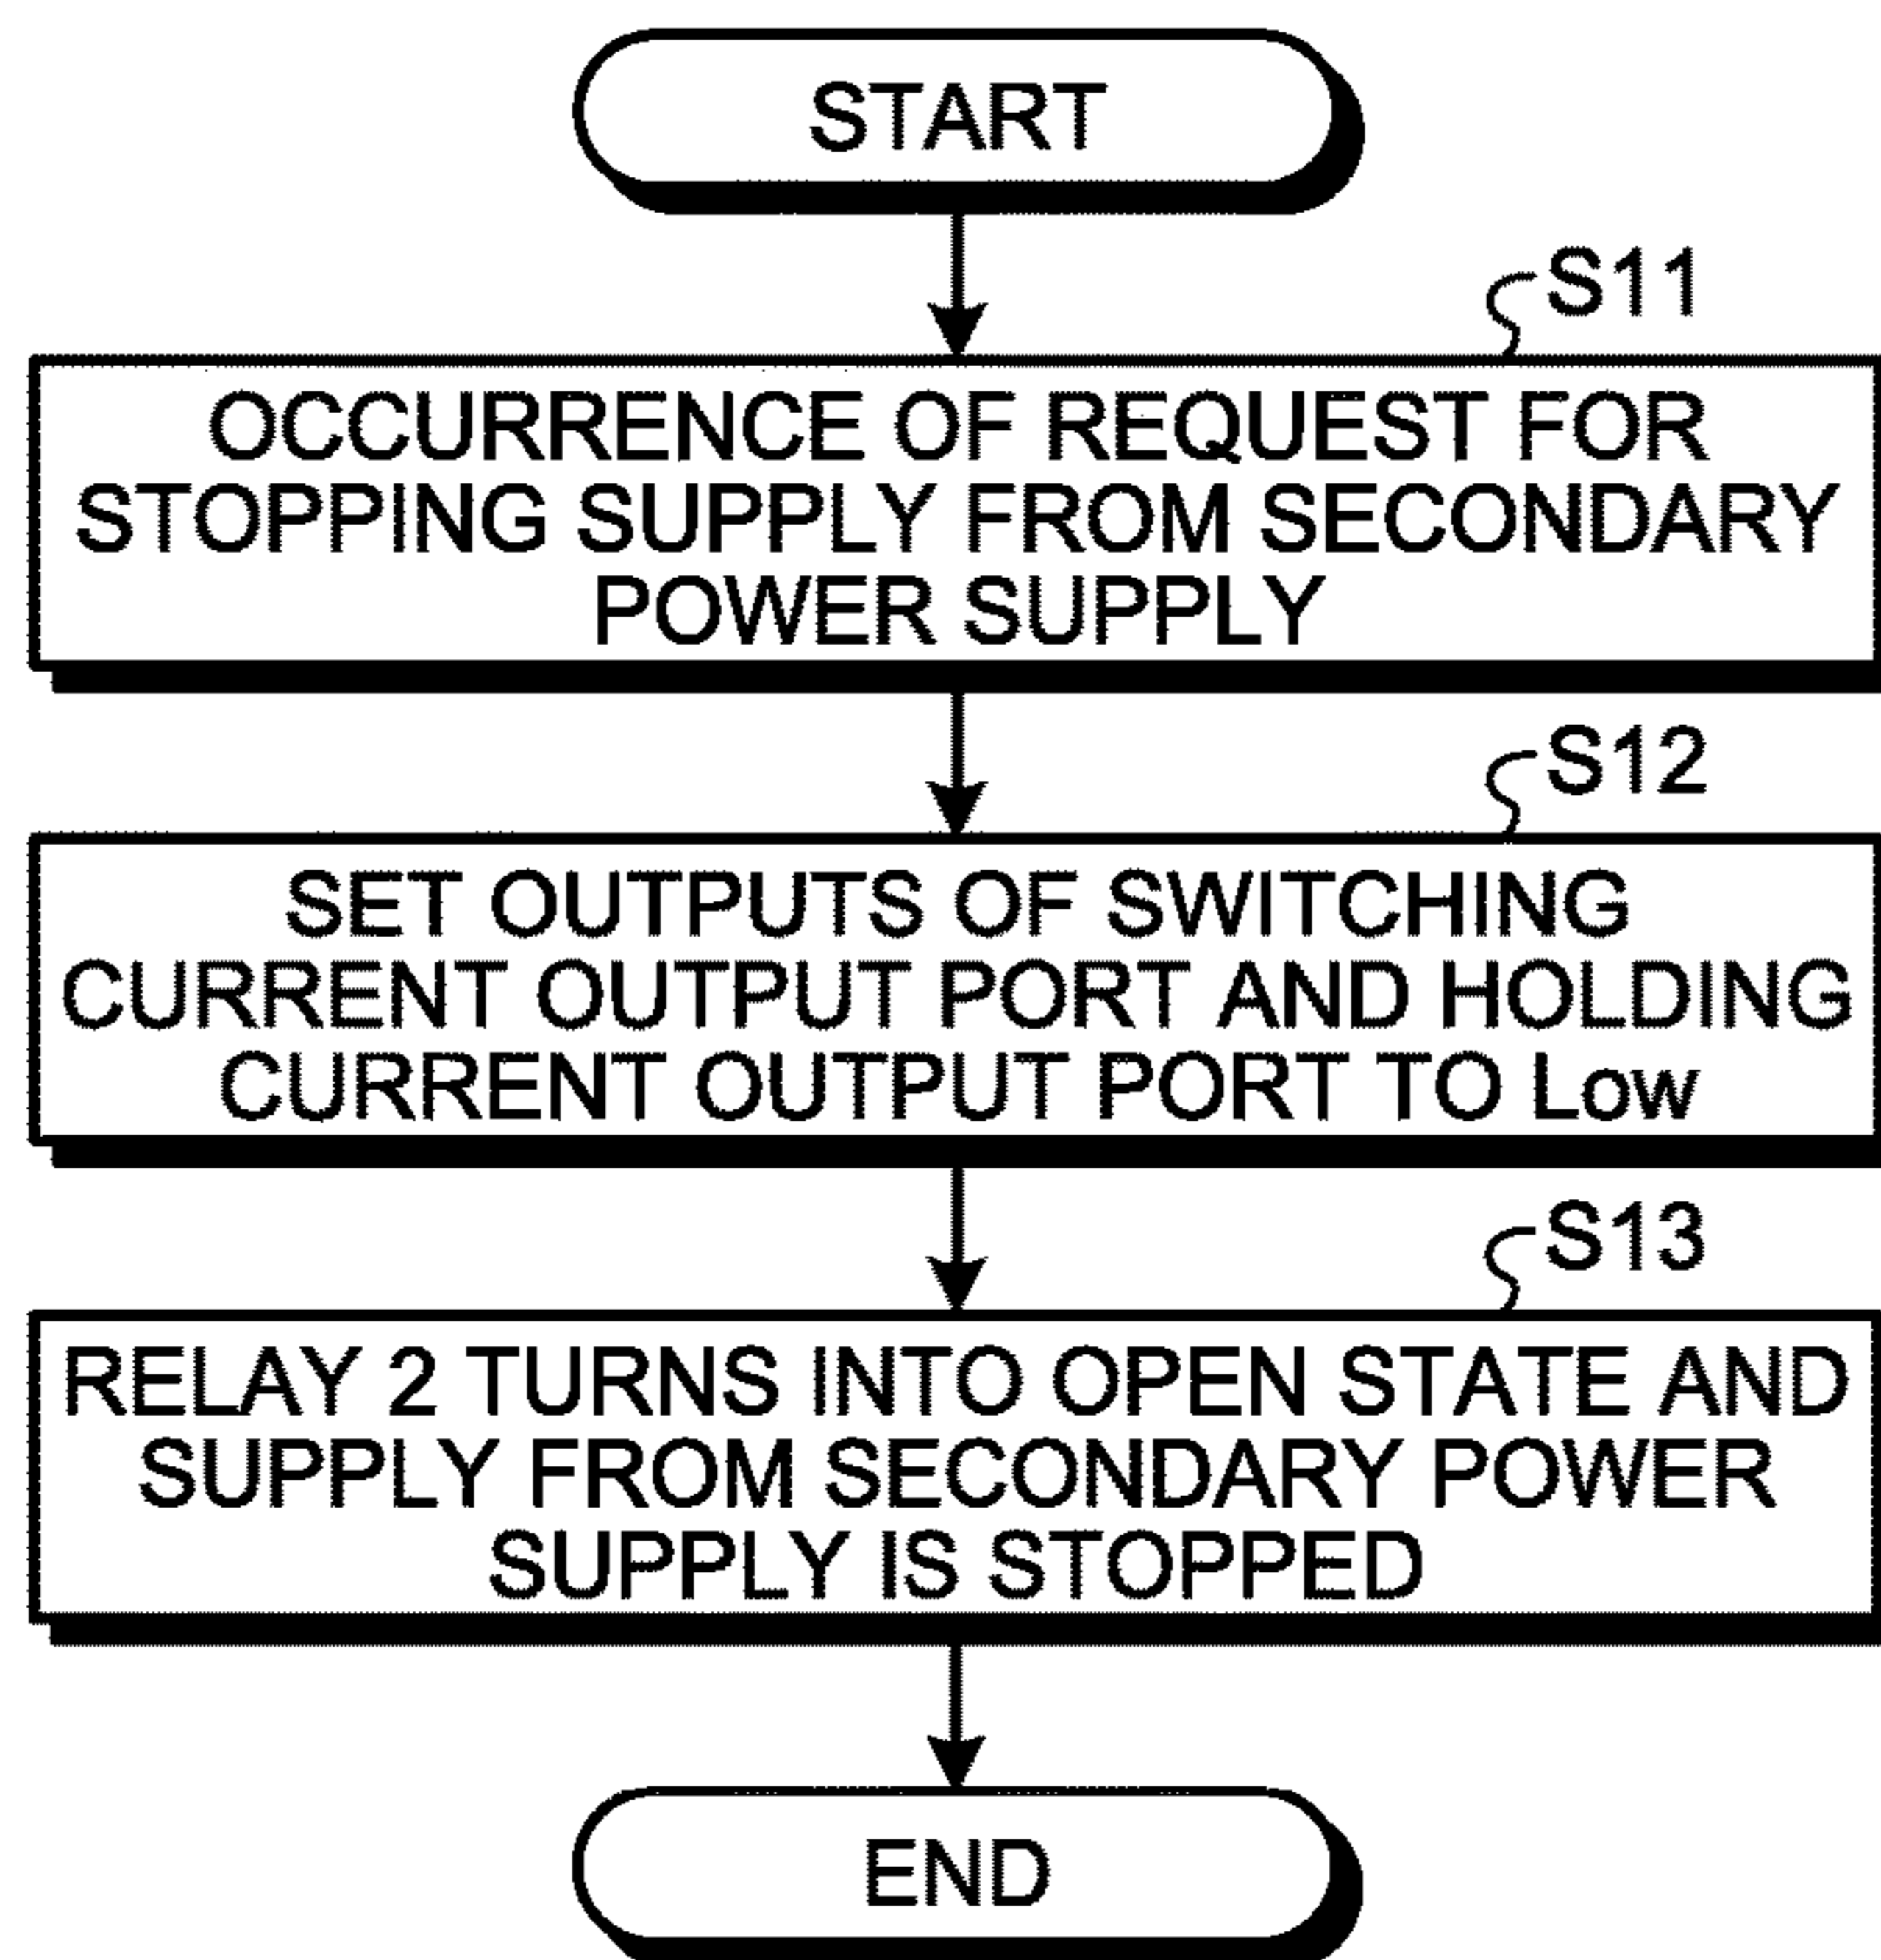 START
S11
OCCURRENCE OF REQUEST FOR
STOPPING SUPPLY FROM SECONDARY
POWER SUPPLY
S12
SET OUTPUTS OF SWITCHING
CURRENT OUTPUT PORT AND HOLDING
CURRENT OUTPUT PORT TO Low
S13
RELAY 2 TURNS INTO OPEN STATE AND
SUPPLY FROM SECONDARY POWER
SUPPLY IS STOPPED
END